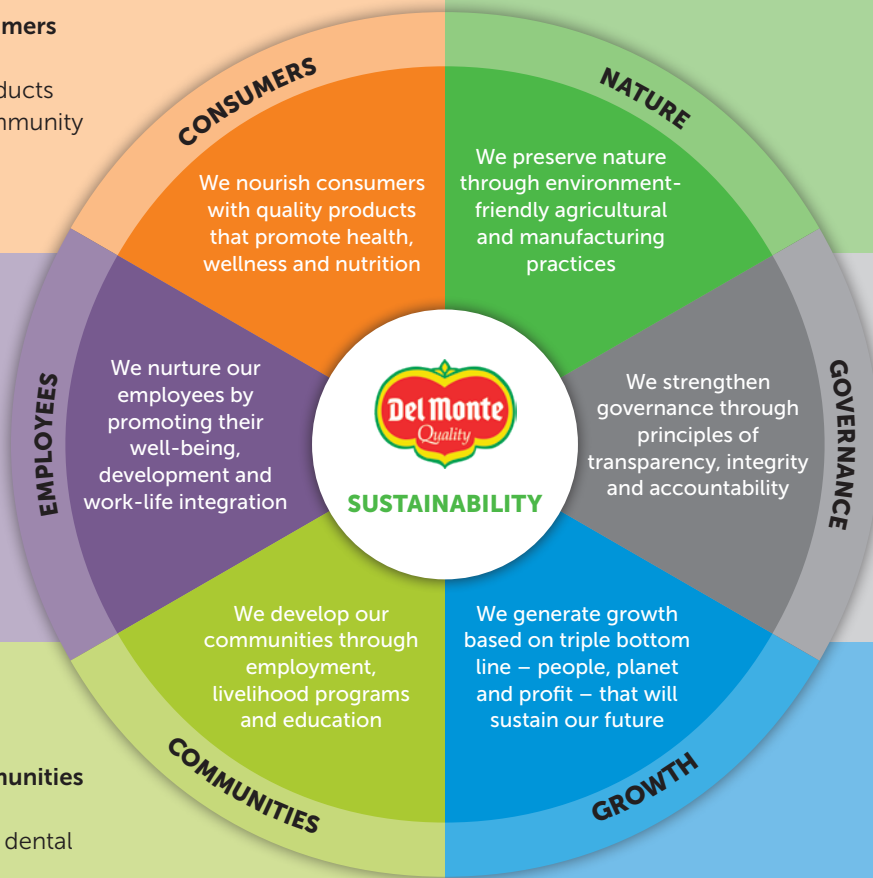 mers
ducts
mmunity
CONSUMERS
We nourish consumers
with quality products
that promote health,
wellness and nutrition
NATURE
We preserve nature
through environment-
friendly agricultural
and manufacturing
practices
EMPLOYEES
We nurture our
employees by
promoting their
well-being,
development and
work-life integration
Del Monte
Quality
SUSTAINABILITY
We strengthen
governance through
principles of
transparency, integrity
and accountability
GOVERNANCE
We develop our
communities through
employment,
livelihood programs
and education
COMMUNITIES
We generate growth
based on triple bottom
line – people, planet
and profit – that will
sustain our future
GROWTH
munities
dental